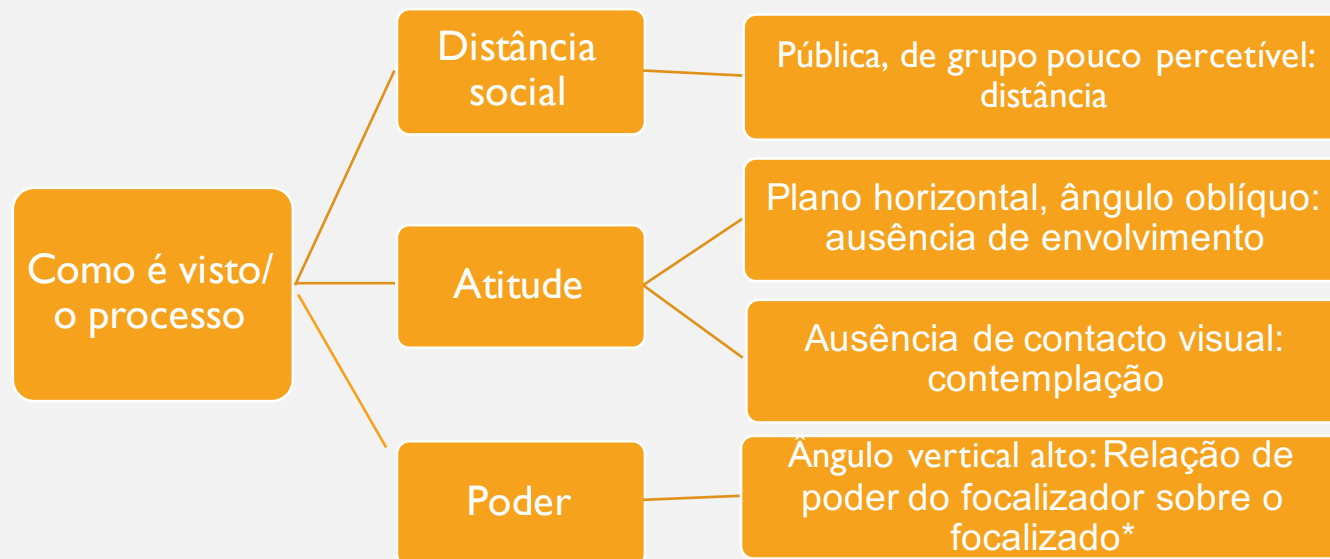 Como é visto/
o processo
Distância
social
Pública, de grupo pouco percetível:
distância
Atitude
Plano horizontal, ângulo oblíquo:
ausência de envolvimento
Ausência de contacto visual:
contemplação
Poder
Ângulo vertical alto: Relação de
poder do focalizador sobre o
focalizado*